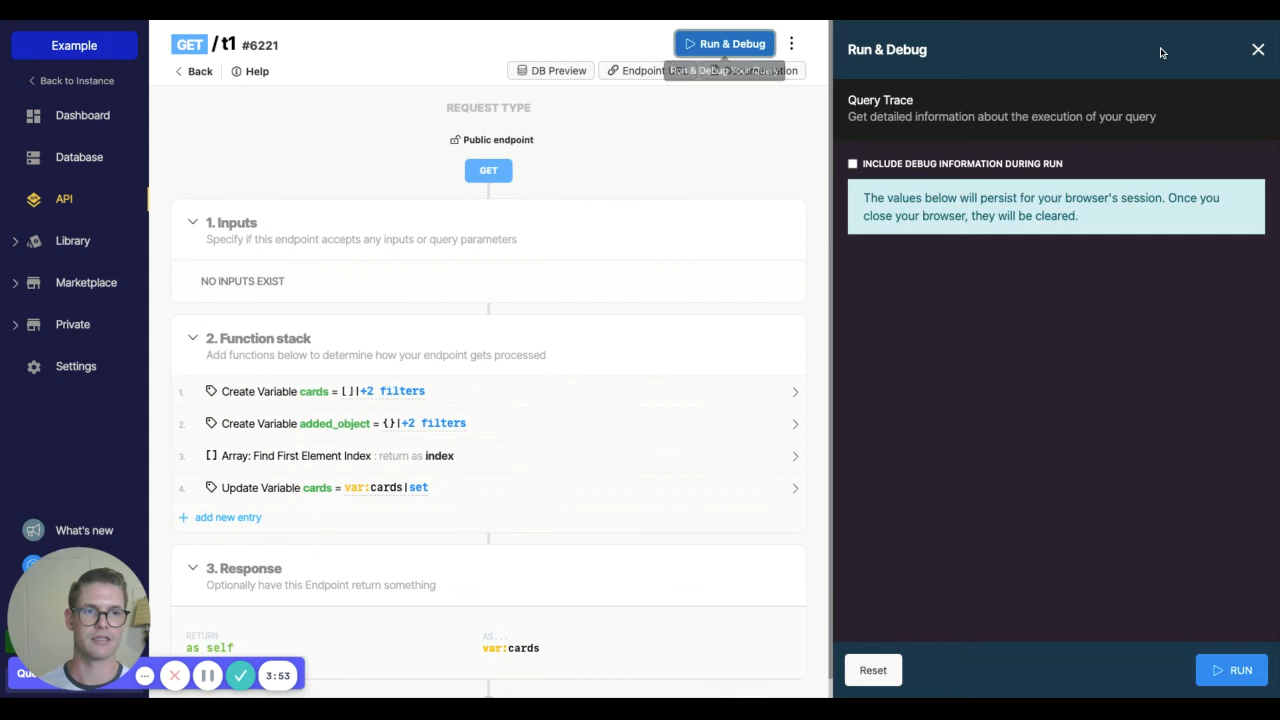 Example
Back to Instance
Dashboard
Database
API
Library
Marketplace
Private
Settings
What's new
GET / t1 #6221
Run & Debug
Back
Help
DB Preview
Endpoint
Run & Debug Your Query
REQUEST TYPE
Public endpoint
GET
1. Inputs
Specify if this endpoint accepts any inputs or query parameters
NO INPUTS EXIST
2. Function stack
Add functions below to determine how your endpoint gets processed
1. Create Variable cards = []|+2 filters
2. Create Variable added_object = {}|+2 filters
3. [] Array: Find First Element Index : return as index
4. Update Variable cards = var:cards|set
+ add new entry
3. Response
Optionally have this Endpoint return something
RETURN
as self
AS...
var:cards
3:53
Run & Debug
Query Trace
Get detailed information about the execution of your query
INCLUDE DEBUG INFORMATION DURING RUN
The values below will persist for your browser's session. Once you
close your browser, they will be cleared.
Reset
RUN